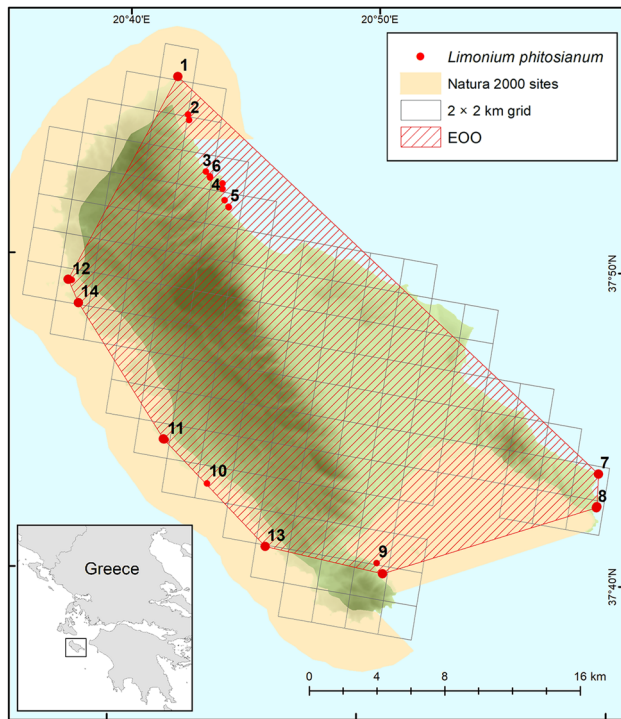 20°40'E
20°50'E
Limonium phitosianum
Natura 2000 sites
2 × 2 km grid
EOO
1
2
3
6
4
5
12
14
37°50'N
11
10
7
8
13
9
37°40'N
Greece
0
4
8
16 km